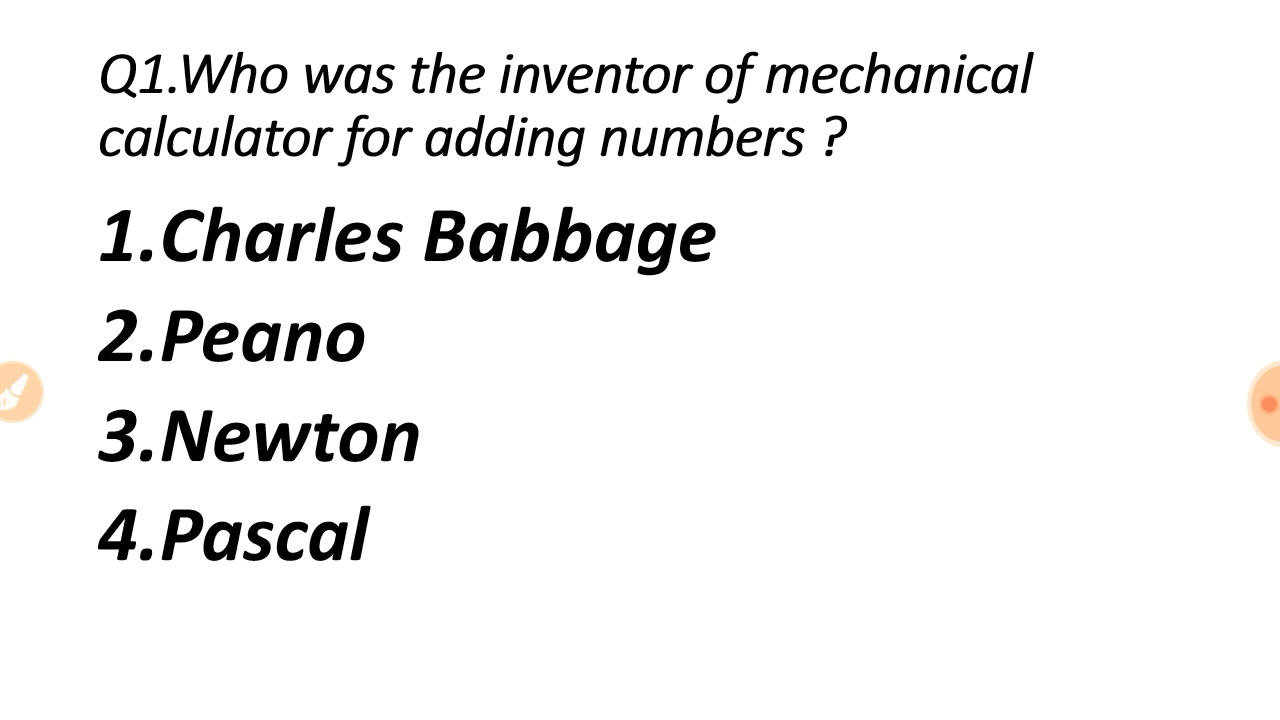 Q1.Who was the inventor of mechanical
calculator for adding numbers ?
1.Charles Babbage
2.Peano
3.Newton
4.Pascal